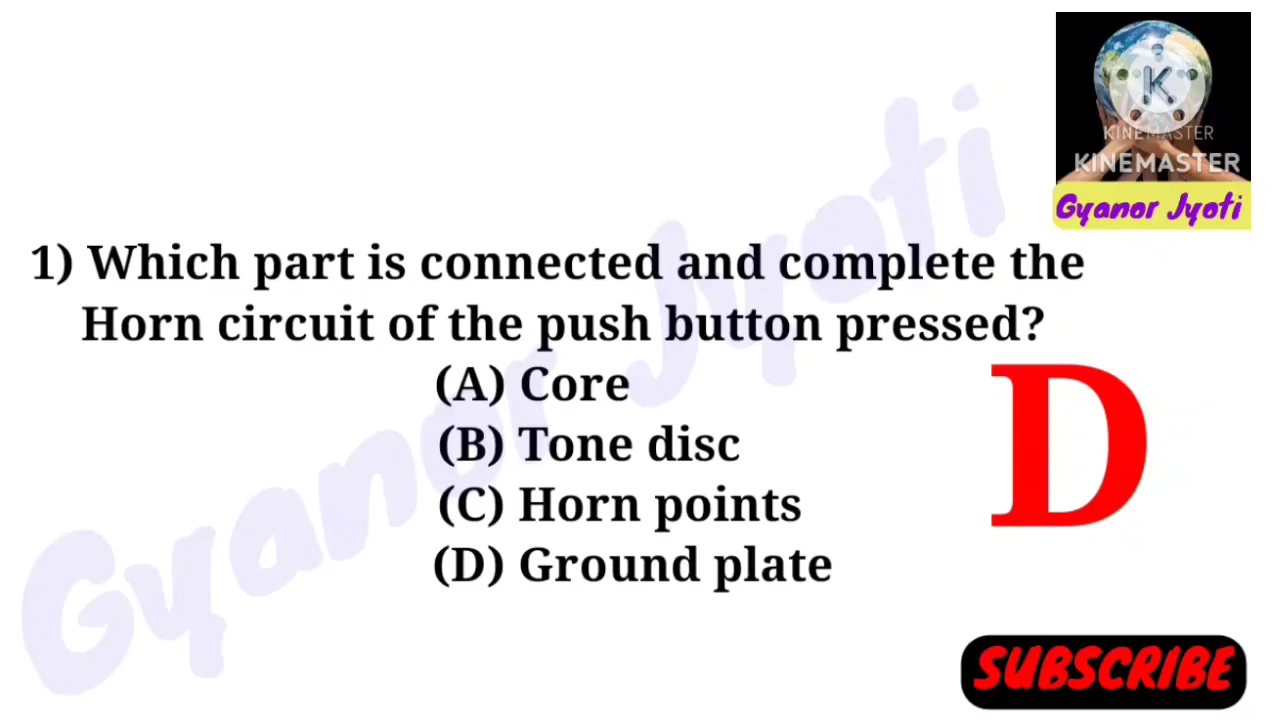 K
KINEMASTER
KINEMASTER
Gyanor Jyoti
1) Which part is connected and complete the
Horn circuit of the push button pressed?
(A) Core
(B) Tone disc
(C) Horn points
(D) Ground plate
D
Gyanor Jyoti
SUBSCRIBE